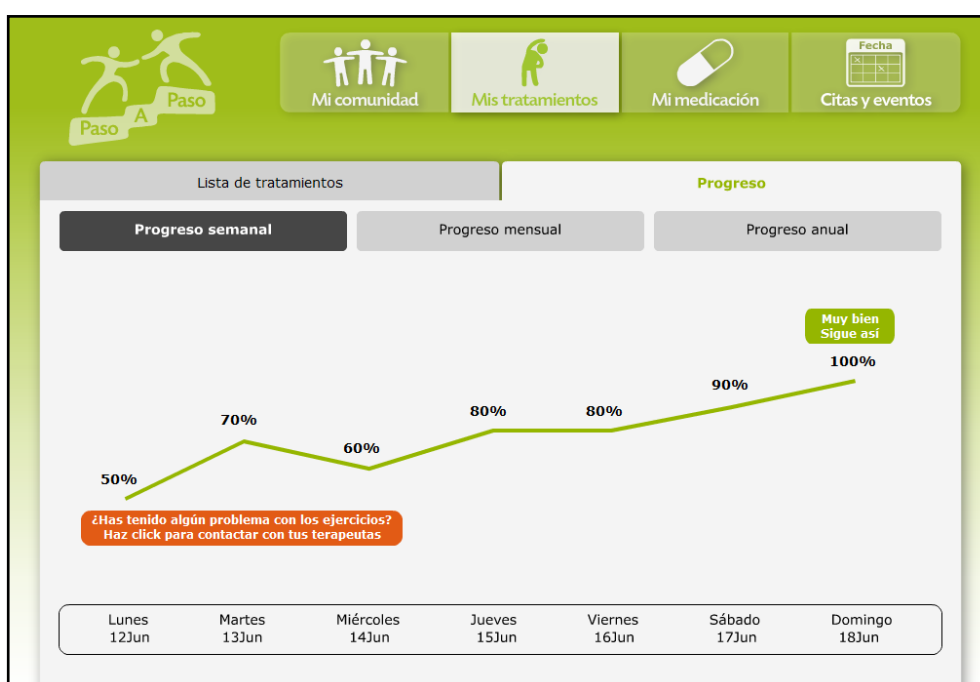 Paso A Paso
Mi comunidad
Mis tratamientos
Mi medicación
Fecha
Citas y eventos
Lista de tratamientos
Progreso
Progreso semanal
Progreso mensual
Progreso anual
Muy bien
Sigue así
100%
90%
80%
80%
70%
60%
50%
¿Has tenido algún problema con los ejercicios?
Haz click para contactar con tus terapeutas
Lunes
12Jun
Martes
13Jun
Miércoles
14Jun
Jueves
15Jun
Viernes
16Jun
Sábado
17Jun
Domingo
18Jun